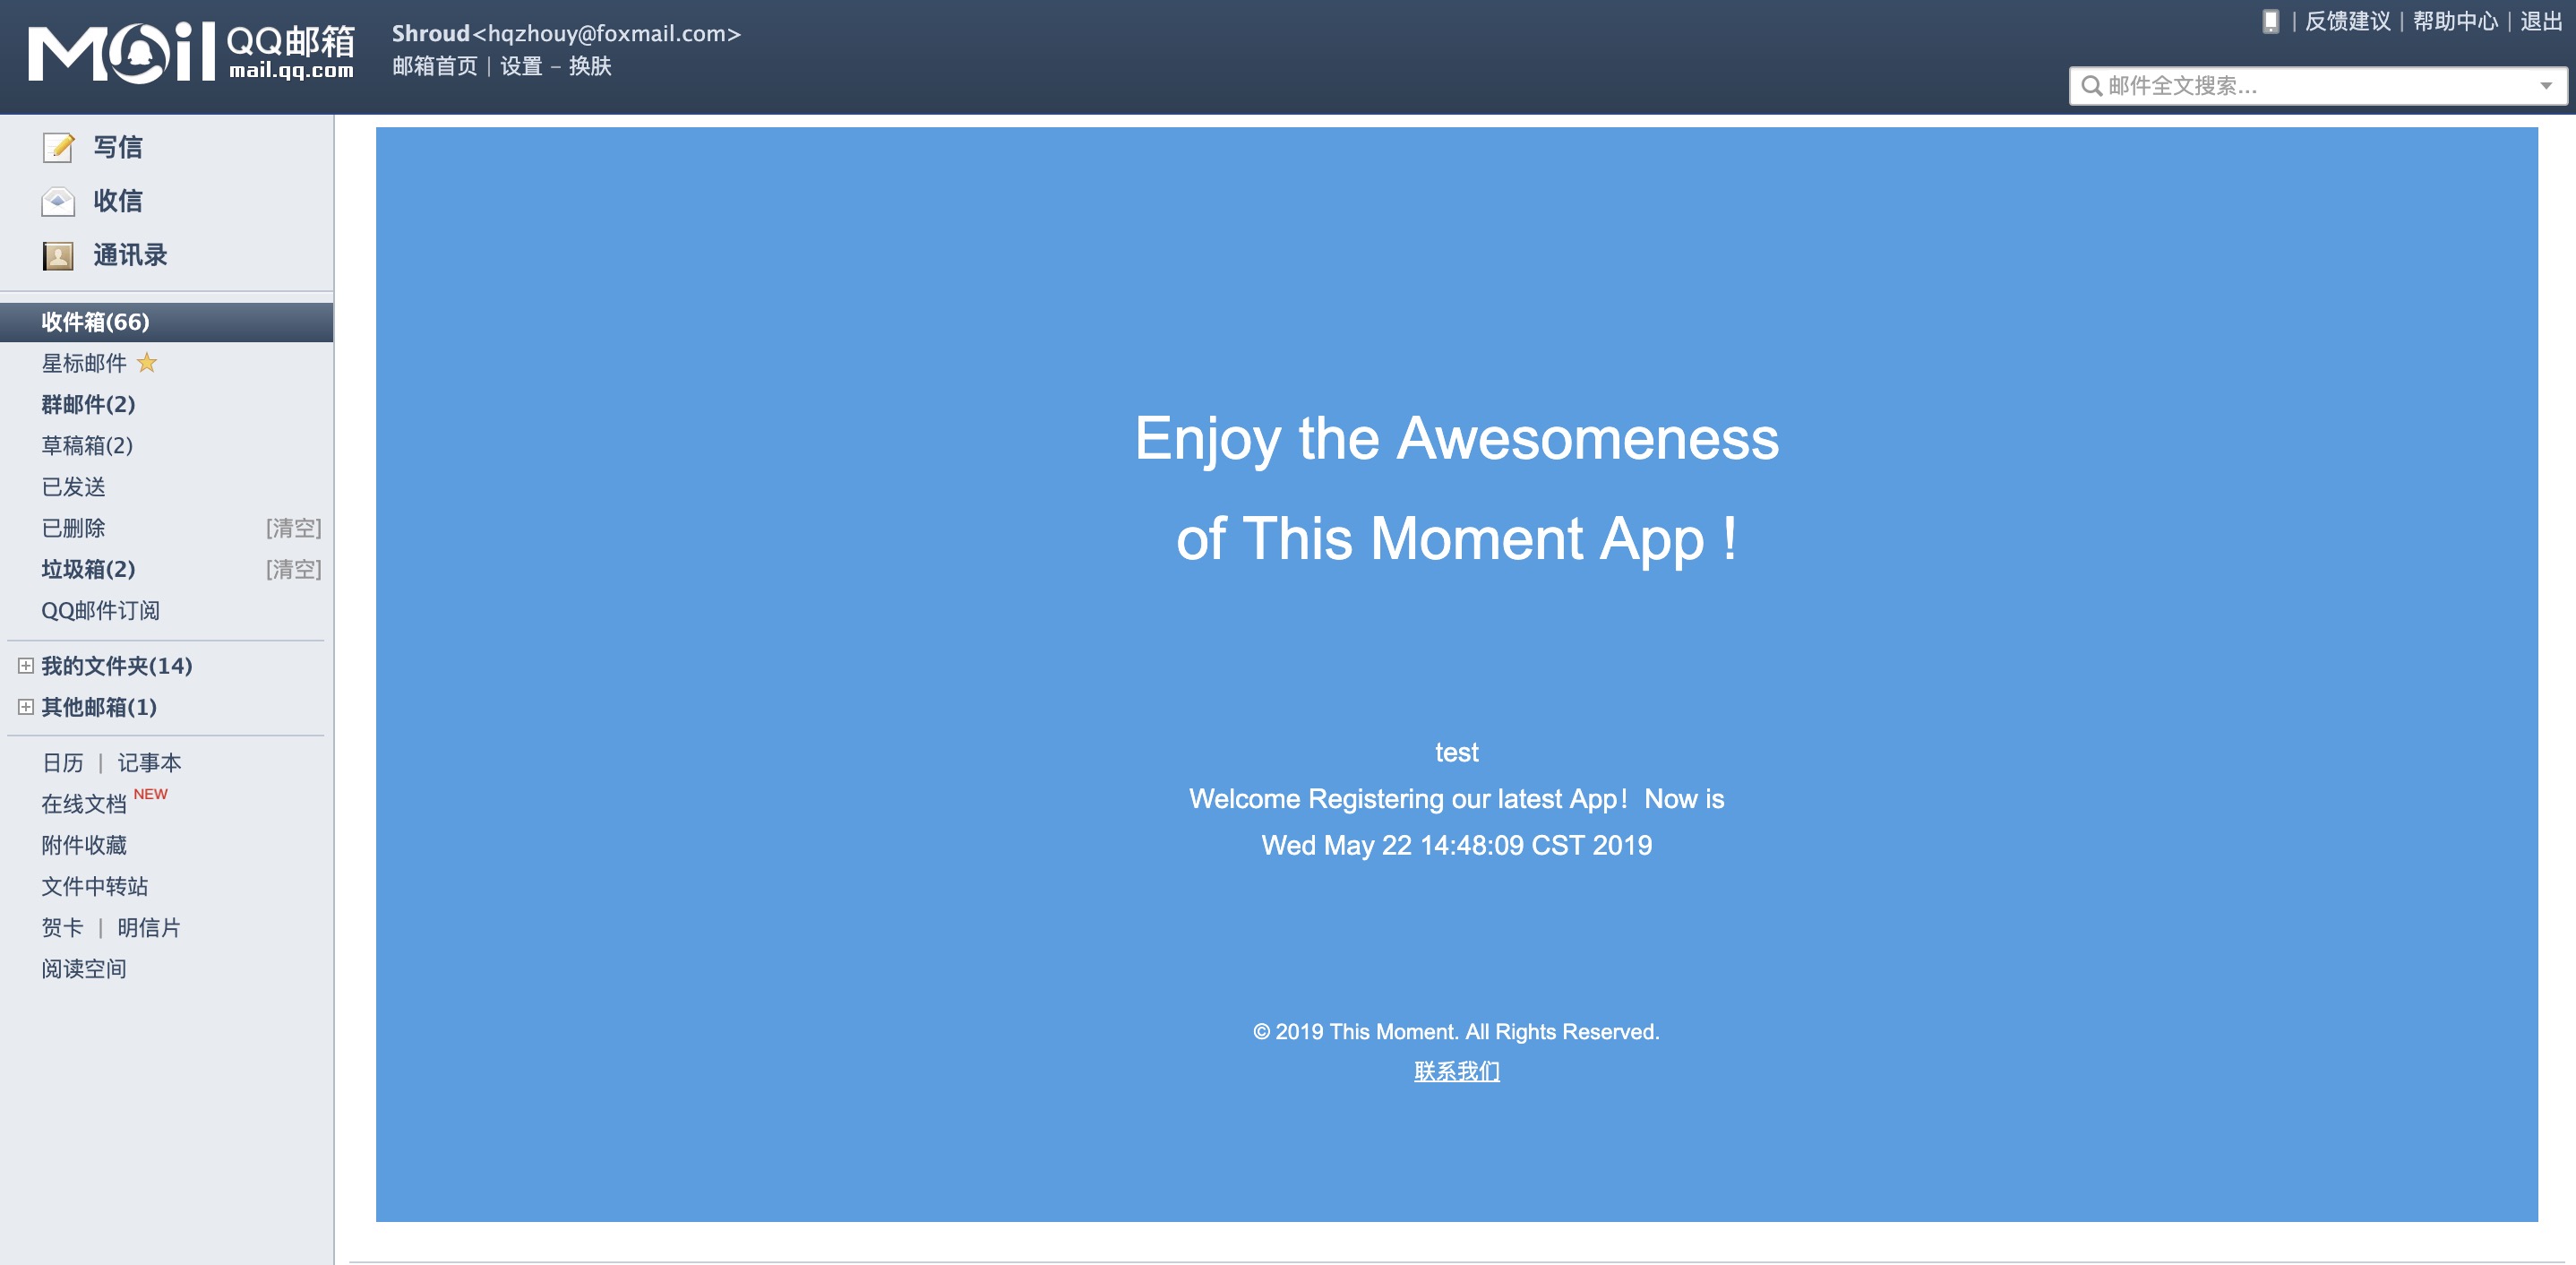 Mail QQ邮箱
mail.qq.com
Shroud<hqzhouy@foxmail.com>
邮箱首页 | 设置 - 换肤
| 反馈建议 | 帮助中心 | 退出
邮件全文搜索...
写信
收信
通讯录
收件箱(66)
星标邮件
群邮件(2)
草稿箱(2)
已发送
已删除 [清空]
垃圾箱(2) [清空]
QQ邮件订阅
我的文件夹(14)
其他邮箱(1)
日历 | 记事本
在线文档 NEW
附件收藏
文件中转站
贺卡 | 明信片
阅读空间
Enjoy the Awesomeness
of This Moment App！
test
Welcome Registering our latest App！Now is
Wed May 22 14:48:09 CST 2019
© 2019 This Moment. All Rights Reserved.
联系我们